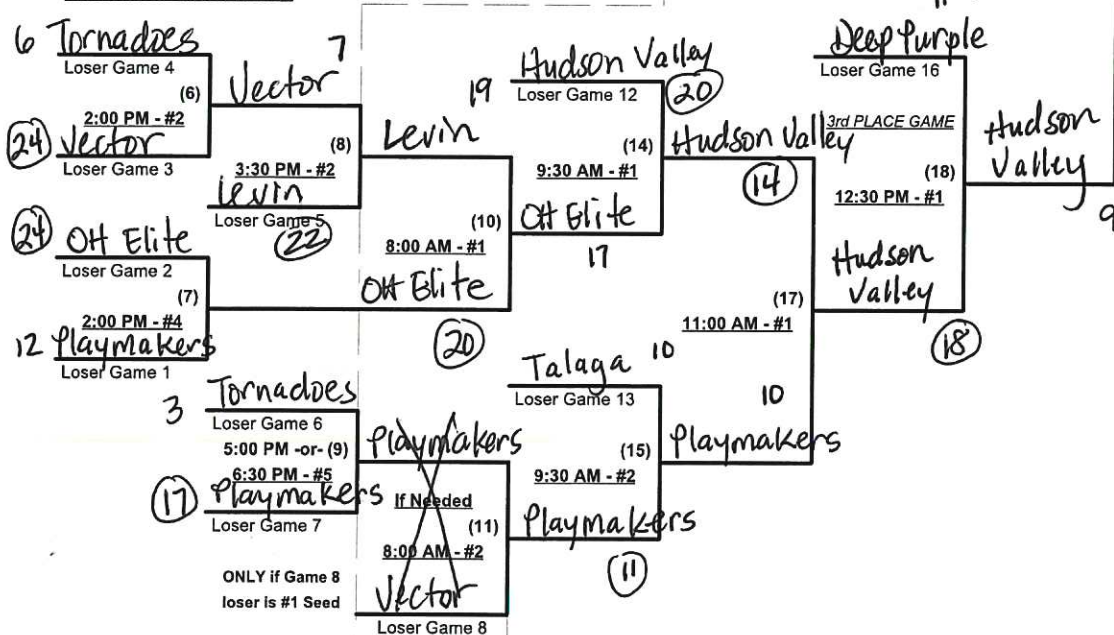 6 Tornadoes
Loser Game 4
(6)
2:00 PM - #2
24 Vector
Loser Game 3
7
Vector
(8)
3:30 PM - #2
Levin
Loser Game 5
22
24 OH Elite
Loser Game 2
(7)
2:00 PM - #4
12 Playmakers
Loser Game 1
Levin
19
(10)
8:00 AM - #1
OH Elite
20
Hudson Valley
Loser Game 12
20
(14)
9:30 AM - #1
OH Elite
17
Hudson Valley
14
3 Tornadoes
Loser Game 6
5:00 PM -or- (9)
6:30 PM - #5
17 Playmakers
Loser Game 7
Playmakers
If Needed
(11)
8:00 AM - #2
Vector
Loser Game 8
ONLY if Game 8
loser is #1 Seed
Talaga 10
Loser Game 13
(15)
9:30 AM - #2
Playmakers
11
(17)
11:00 AM - #1
10
Playmakers
Deep Purple
Loser Game 16
3rd PLACE GAME
(18)
12:30 PM - #1
Hudson
Valley
18
Hudson
Valley
9